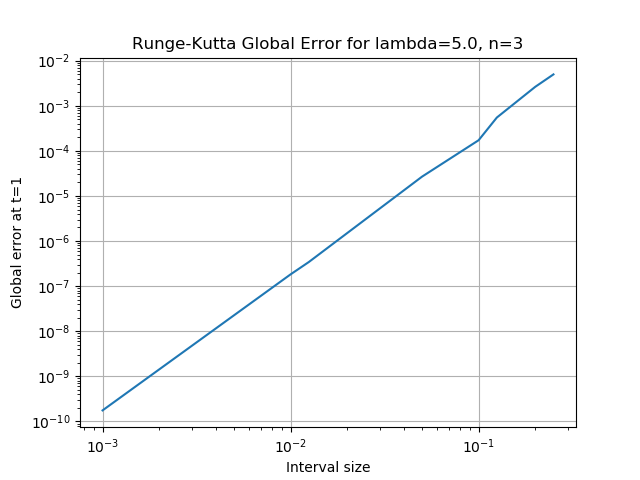 Runge-Kutta Global Error for lambda=5.0, n=3
Global error at t=1
10⁻²
10⁻³
10⁻⁴
10⁻⁵
10⁻⁶
10⁻⁷
10⁻⁸
10⁻⁹
10⁻¹⁰
10⁻³ 10⁻² 10⁻¹
Interval size